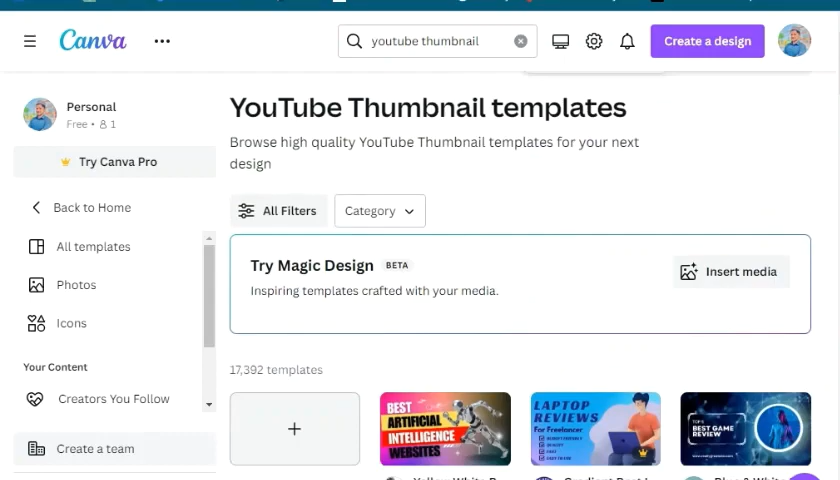 Canva
youtube thumbnail
Create a design
Personal
Free • 1
Try Canva Pro
Back to Home
All templates
Photos
Icons
Your Content
Creators You Follow
Create a team
YouTube Thumbnail templates
Browse high quality YouTube Thumbnail templates for your next
design
All Filters
Category
Try Magic Design BETA
Inspiring templates crafted with your media.
Insert media
17,392 templates
BEST
ARTIFICIAL
INTELLIGENCE
WEBSITES
LAPTOP
REVIEWS
For Freelancer
BEST GAME
REVIEW